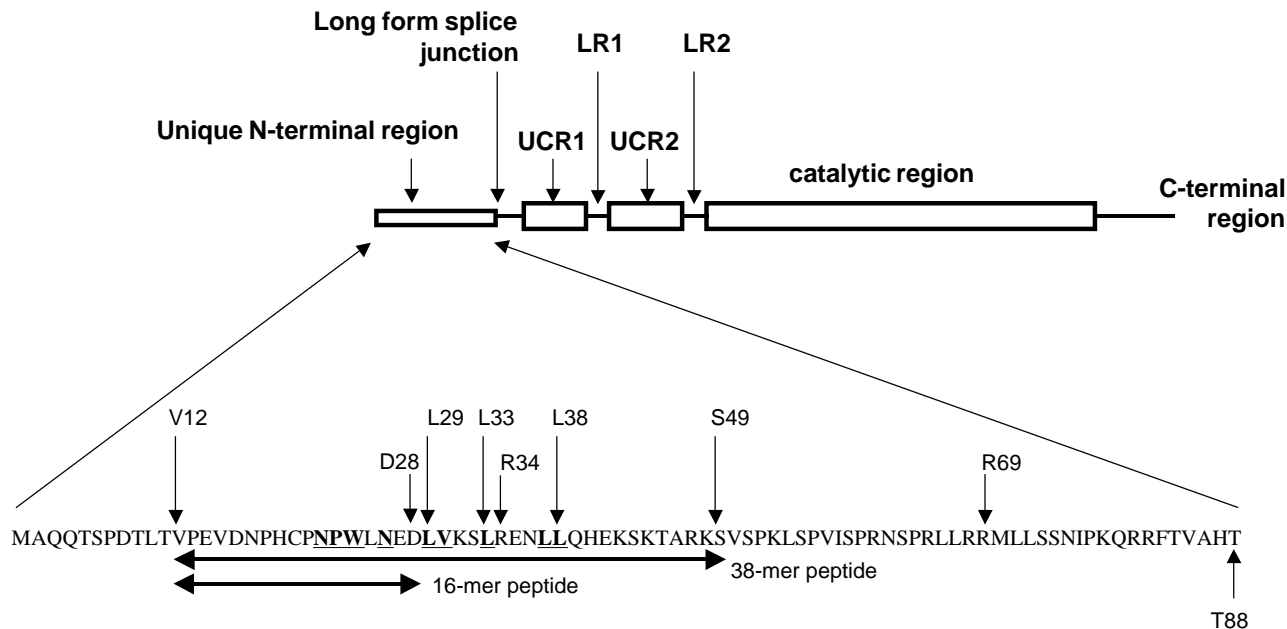 Long form splice
junction
LR1
LR2
Unique N-terminal region
UCR1
UCR2
catalytic region
C-terminal
region
V12
L29
L33
L38
S49
D28
R34
R69
MAQQTSPDTLTVPEVDNPHCPNPWLNEDLVKSLRENLLQHEKSKTARKSVSPKLSPVISPRNSPRLLRRMLLSSNIPKQRRFTVAHT
38-mer peptide
16-mer peptide
T88